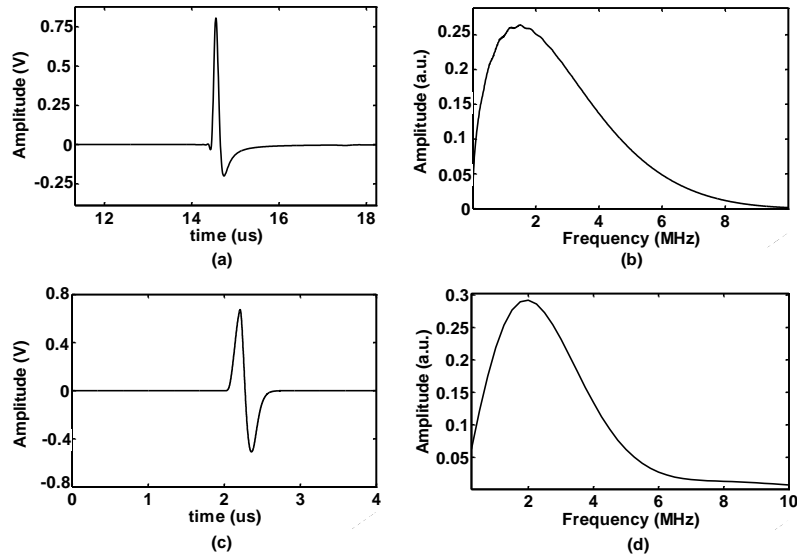 0.75
0.50
0.25
0
-0.25
Amplitude (V)
12 14 16 18
time (us)
(a)
0.25
0.2
0.15
0.1
0.05
0
Amplitude (a.u.)
2 4 6 8
Frequency (MHz)
(b)
0.8
0.4
0
-0.4
-0.8
Amplitude (V)
0 1 2 3 4
time (us)
(c)
0.3
0.25
0.2
0.15
0.1
0.05
Amplitude (a.u.)
2 4 6 8 10
Frequency (MHz)
(d)